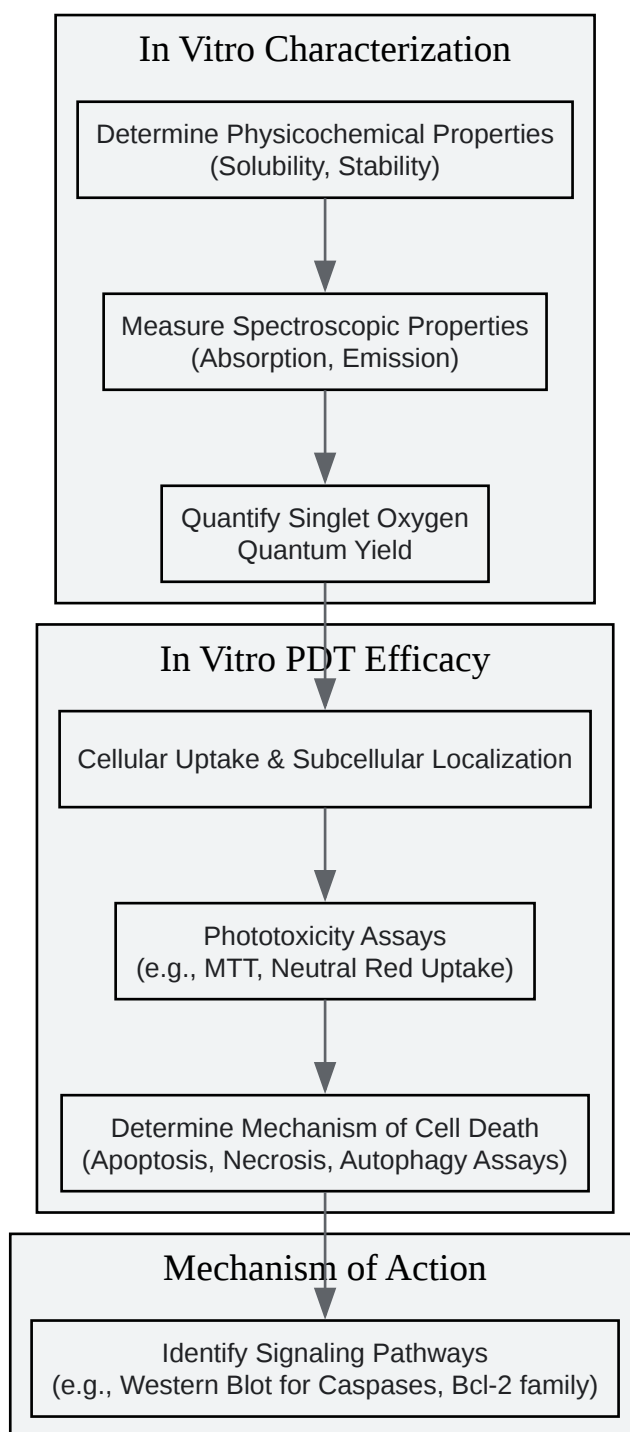 In Vitro Characterization
Determine Physicochemical Properties
(Solubility, Stability)
Measure Spectroscopic Properties
(Absorption, Emission)
Quantify Singlet Oxygen
Quantum Yield
In Vitro PDT Efficacy
Cellular Uptake & Subcellular Localization
Phototoxicity Assays
(e.g., MTT, Neutral Red Uptake)
Determine Mechanism of Cell Death
(Apoptosis, Necrosis, Autophagy Assays)
Mechanism of Action
Identify Signaling Pathways
(e.g., Western Blot for Caspases, Bcl-2 family)